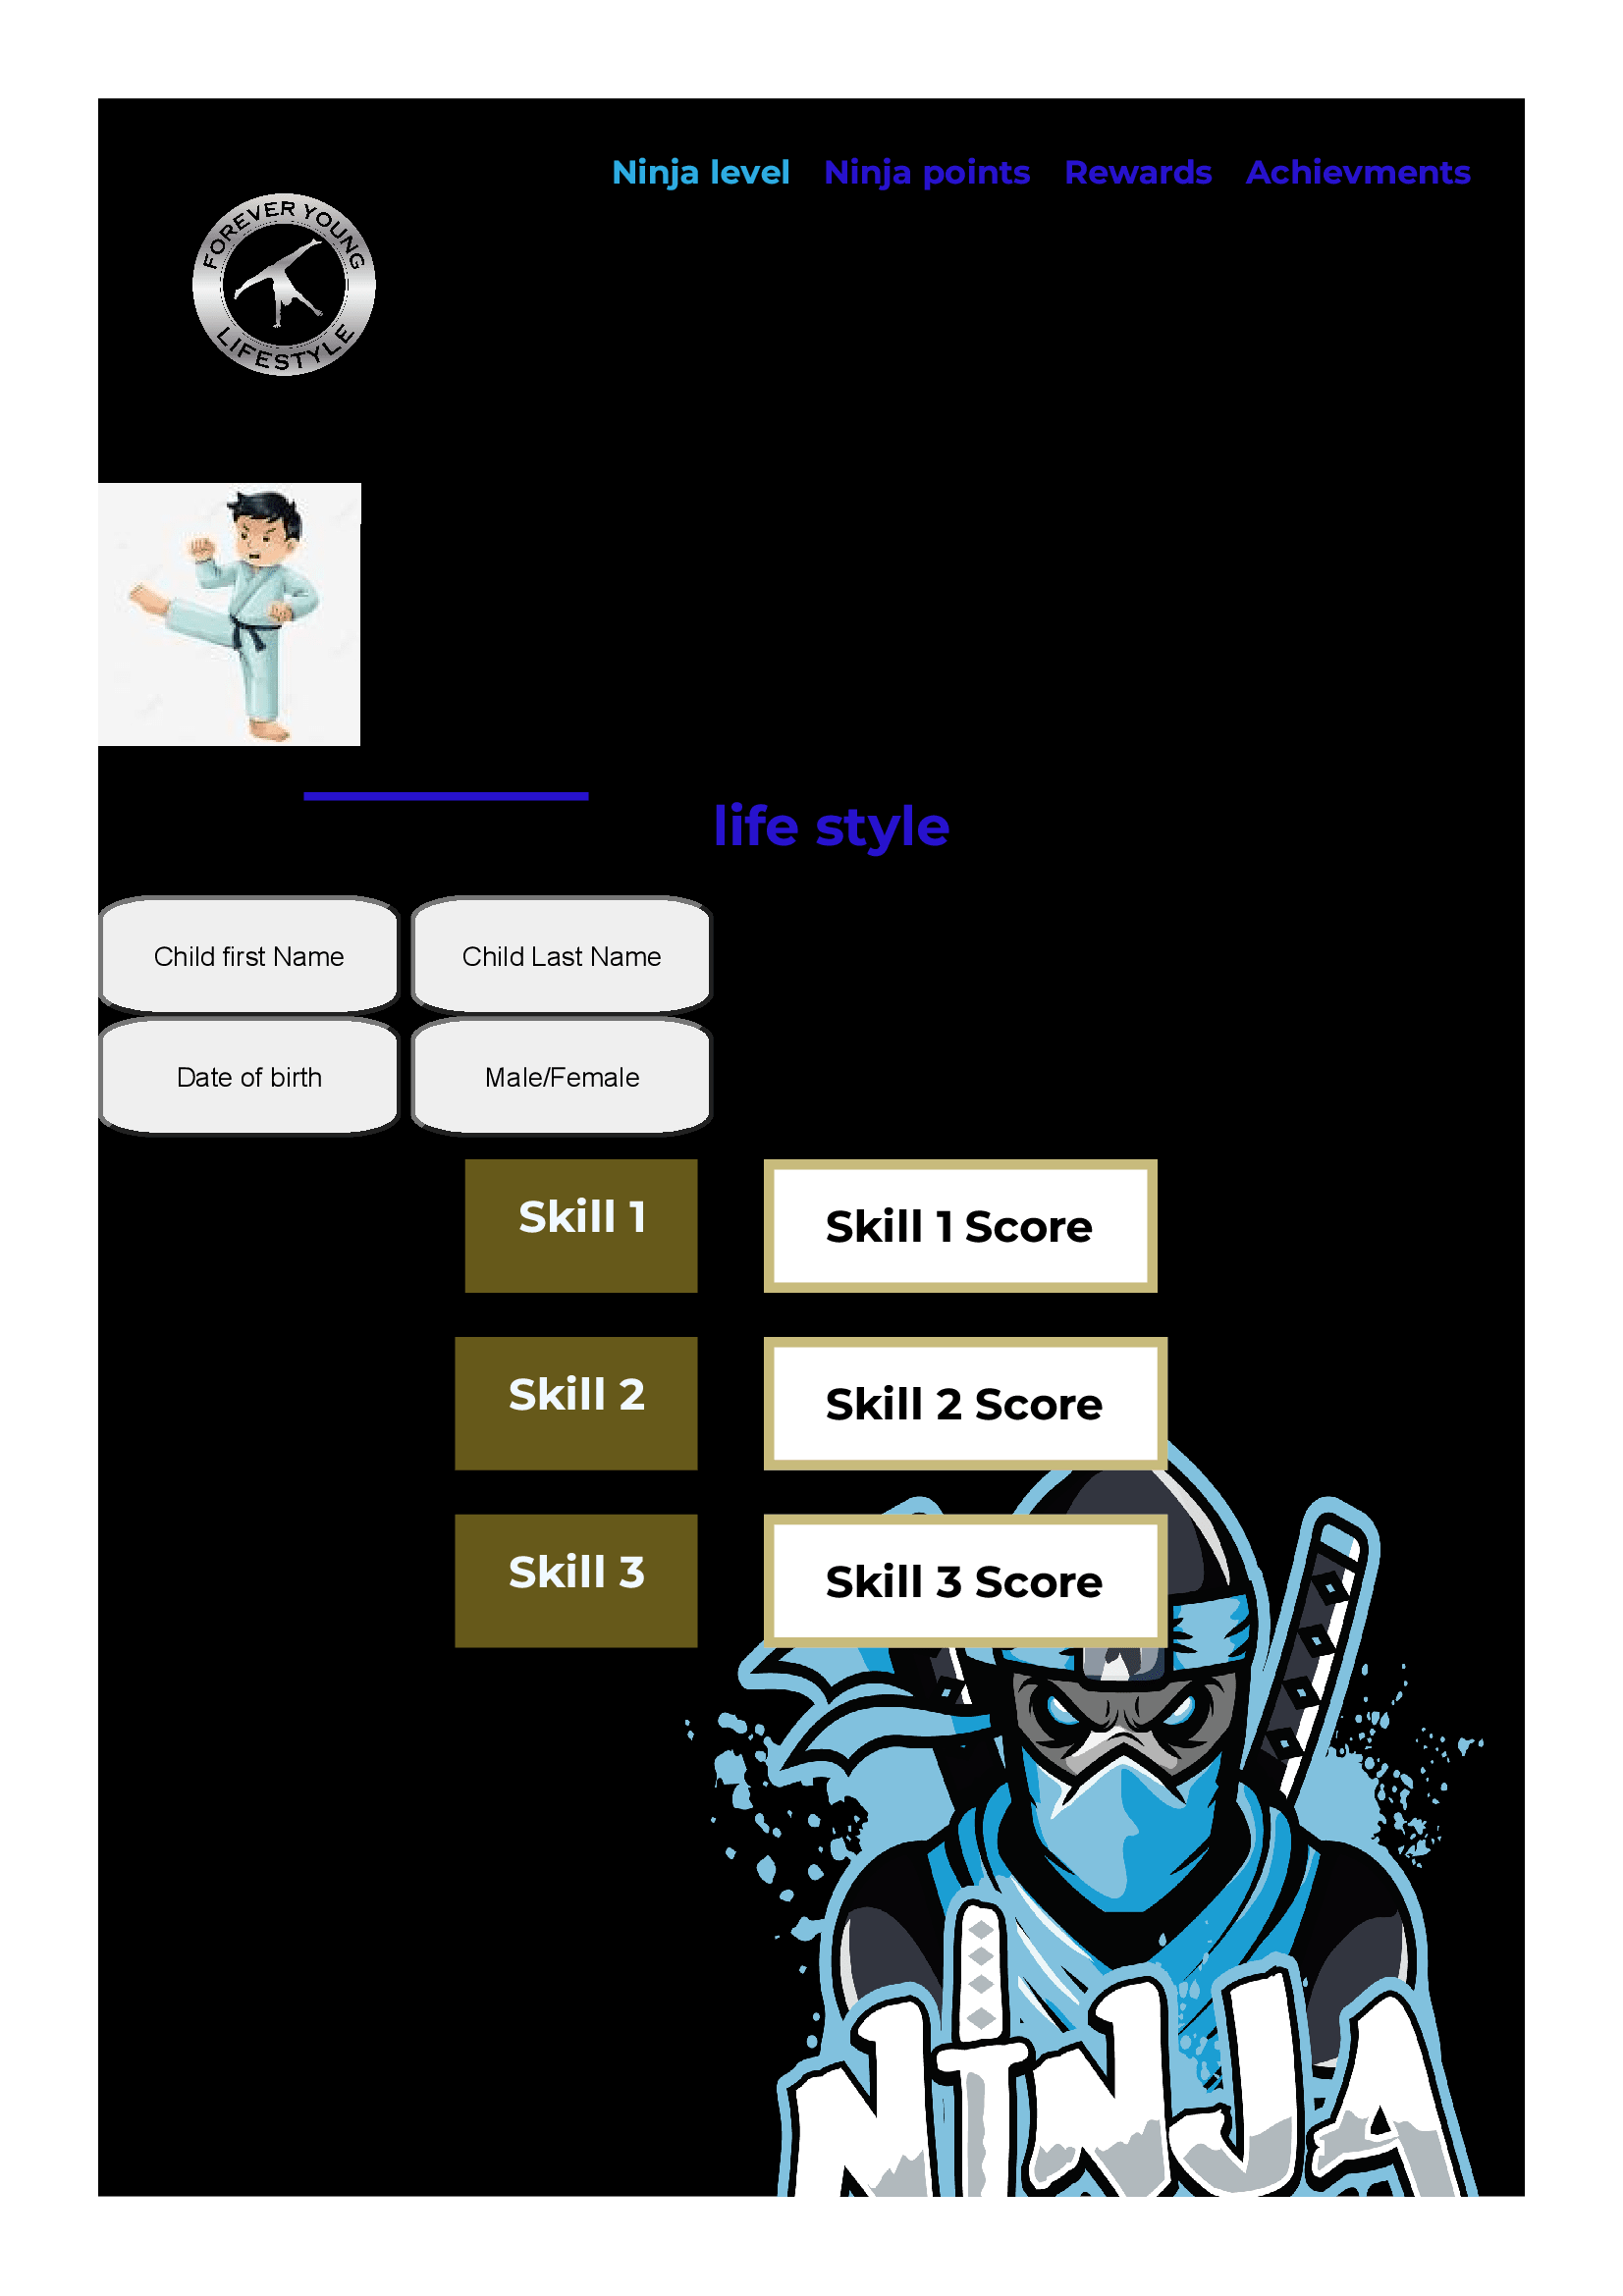 Ninja level Ninja points Rewards Achievments
FOREVER YOUNG
LIFESTYLE
life style
Child first Name Child Last Name
Date of birth Male/Female
Skill 1 Skill 1 Score
Skill 2 Skill 2 Score
Skill 3 Skill 3 Score
NINJA